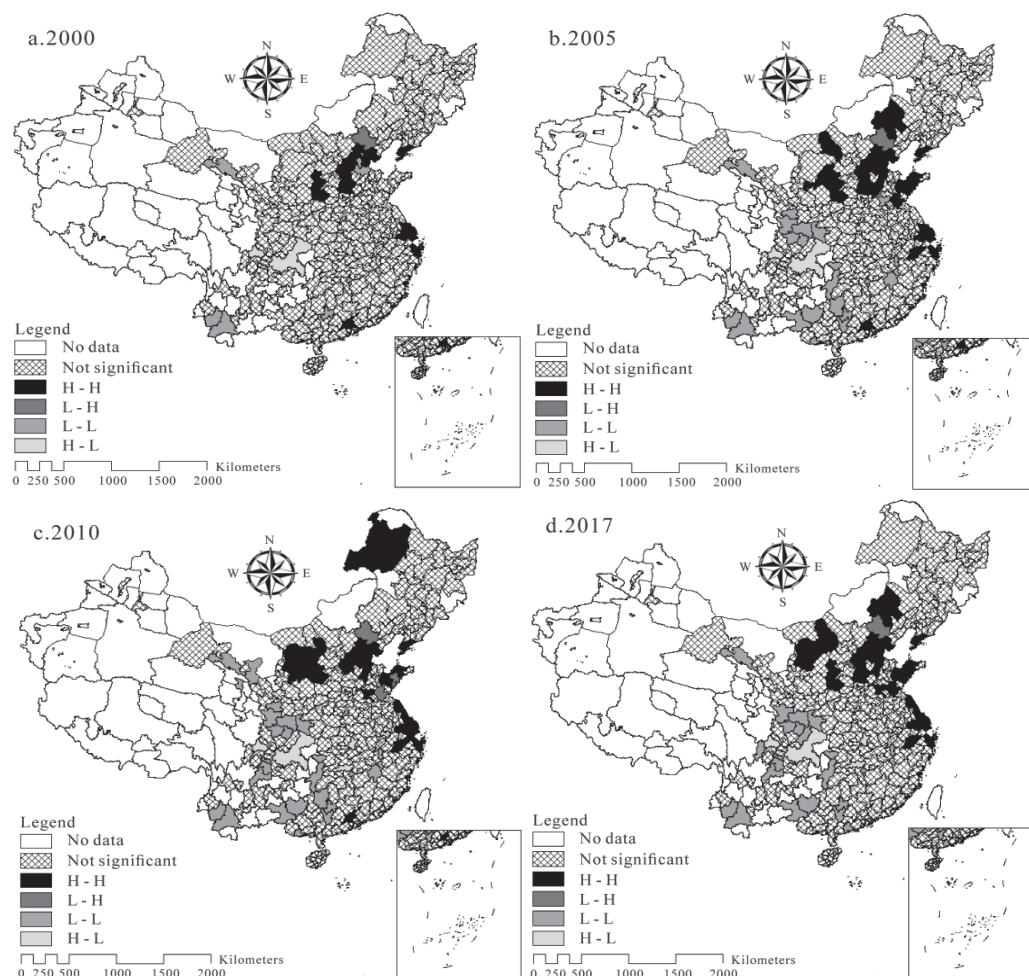 a.2000
N
W E
S
Legend
No data
Not significant
H - H
L - H
L - L
H - L
Kilometers
0 250 500 1000 1500 2000
b.2005
N
W E
S
Legend
No data
Not significant
H - H
L - H
L - L
H - L
Kilometers
0 250 500 1000 1500 2000
c.2010
N
W E
S
Legend
No data
Not significant
H - H
L - H
L - L
H - L
Kilometers
0 250 500 1000 1500 2000
d.2017
N
W E
S
Legend
No data
Not significant
H - H
L - H
L - L
H - L
Kilometers
0 250 500 1000 1500 2000